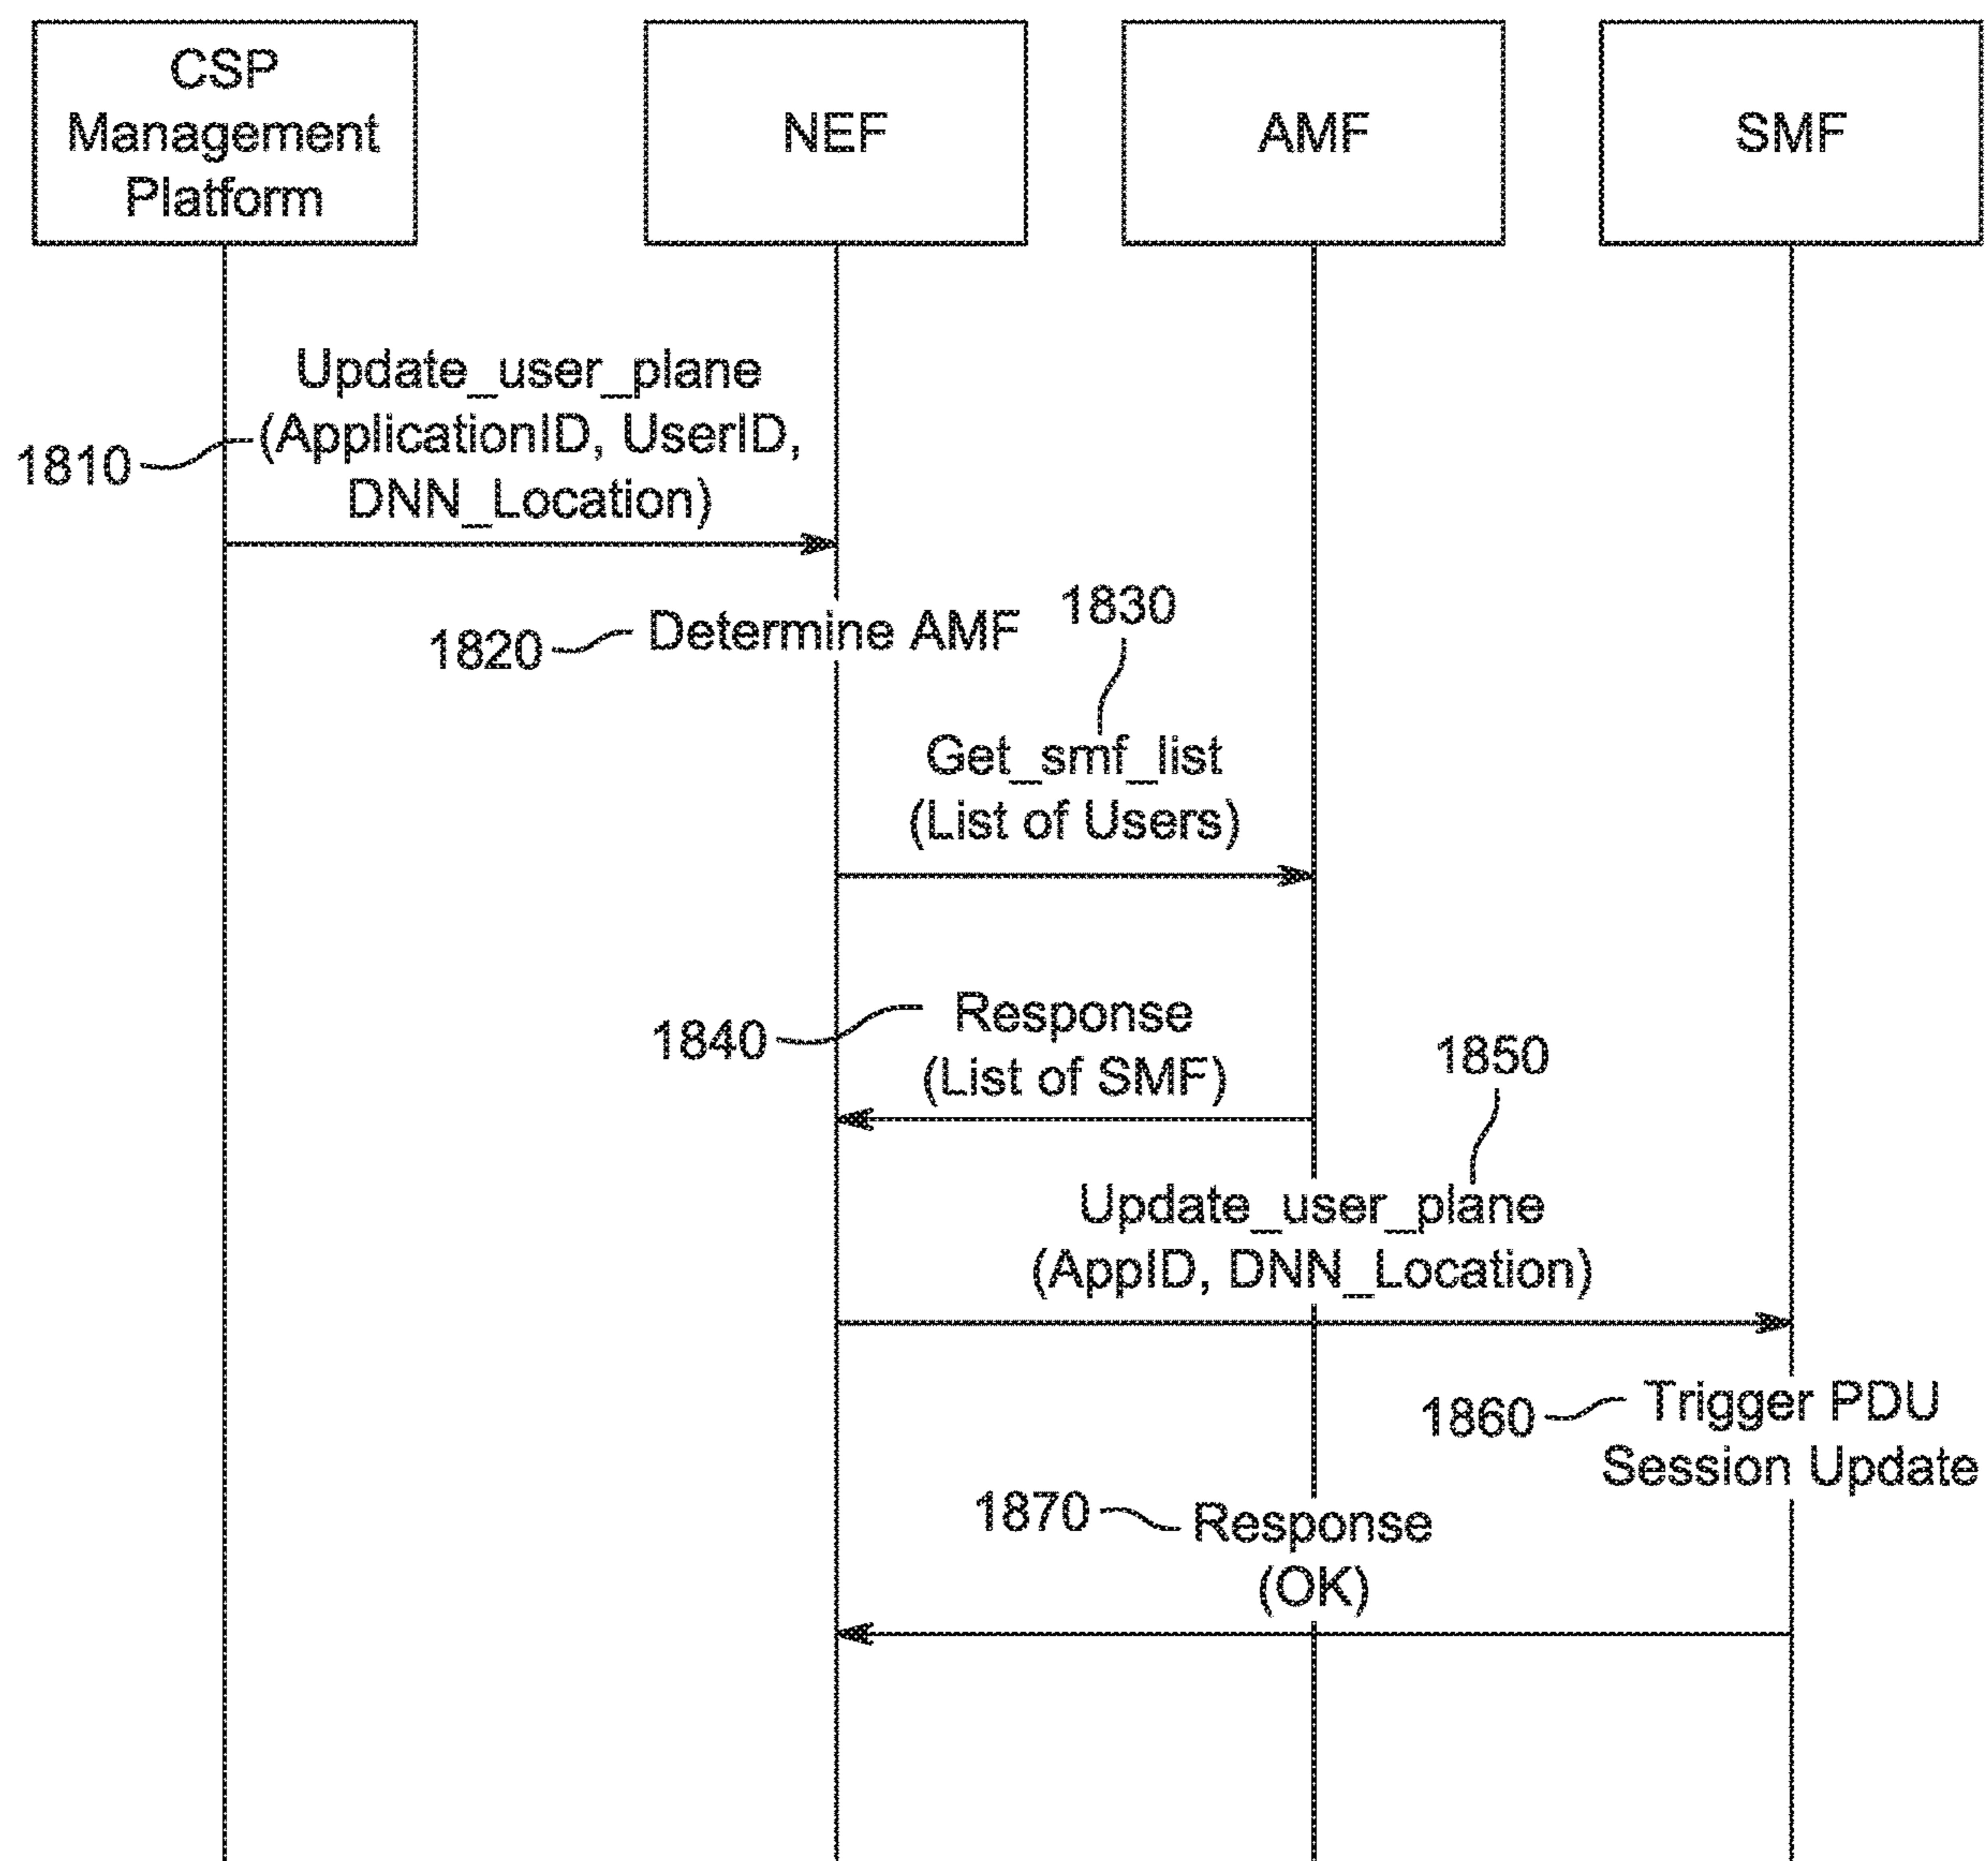 CSP
Management
Platform
NEF
AMF
SMF
Update_user_plane
(ApplicationID, UserID,
DNN_Location)
1810
1820
Determine AMF
1830
Get_smf_list
(List of Users)
1840
Response
(List of SMF)
1850
Update_user_plane
(AppID, DNN_Location)
1860
Trigger PDU
Session Update
1870
Response
(OK)